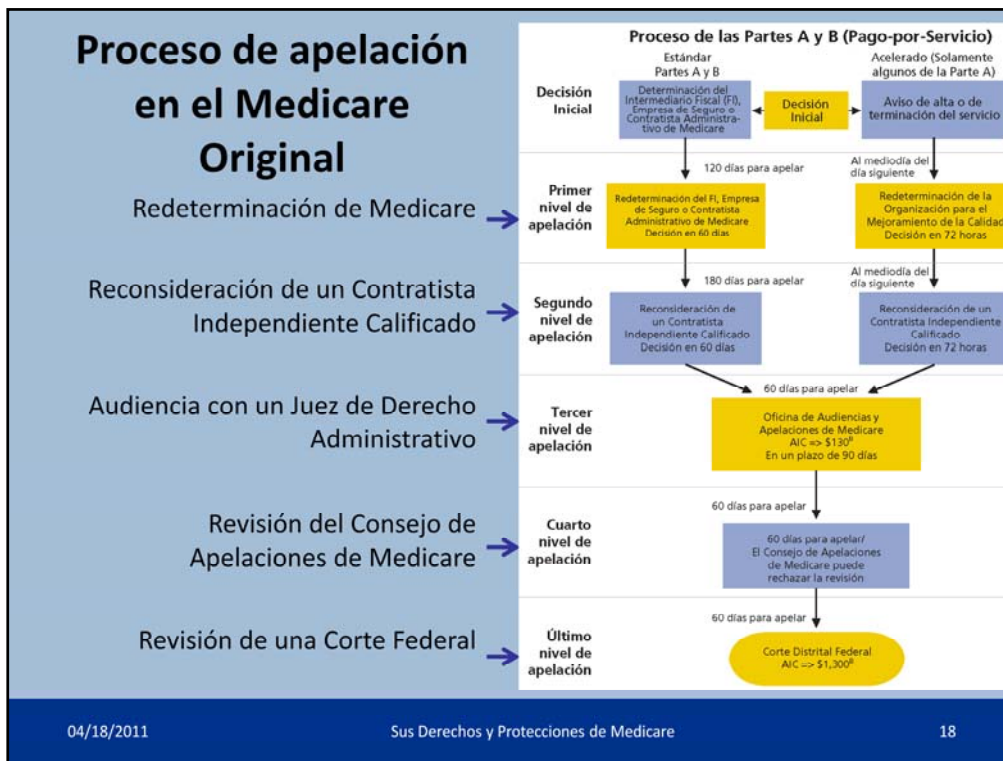 Proceso de apelación
en el Medicare
Original
Redeterminación de Medicare
Reconsideración de un Contratista
Independiente Calificado
Audiencia con un Juez de Derecho
Administrativo
Revisión del Consejo de
Apelaciones de Medicare
Revisión de una Corte Federal
Proceso de las Partes A y B (Pago-por-Servicio)
Estándar
Partes A y B
Acelerado (Solamente
algunos de la Parte A)
Decisión
Inicial
Determinación del
Intermediario Fiscal (FI),
Empresa de Seguro o
Contratista Administra-
tivo de Medicare
Decisión
Inicial
Aviso de alta o de
terminación del servicio
120 días para apelar
Al mediodía del
día siguiente
Primer
nivel de
apelación
Redeterminación del FI, Empresa
de Seguro o Contratista
Administrativo de Medicare
Decisión en 60 días
Redeterminación de la
Organización para el
Mejoramiento de la Calidad
Decisión en 72 horas
180 días para apelar
Al mediodía del
día siguiente
Segundo
nivel de
apelación
Reconsideración de
un Contratista
Independiente Calificado
Decisión en 60 días
Reconsideración de un
Contratista Independiente
Calificado
Decisión en 72 horas
60 días para apelar
Tercer
nivel de
apelación
Oficina de Audiencias y
Apelaciones de Medicare
AIC => $130ᴮ
En un plazo de 90 días
60 días para apelar
Cuarto
nivel de
apelación
60 días para apelar/
El Consejo de Apelaciones
de Medicare puede
rechazar la revisión
60 días para apelar
Último
nivel de
apelación
Corte Distrital Federal
AIC => $1,300ᴮ
04/18/2011
Sus Derechos y Protecciones de Medicare
18